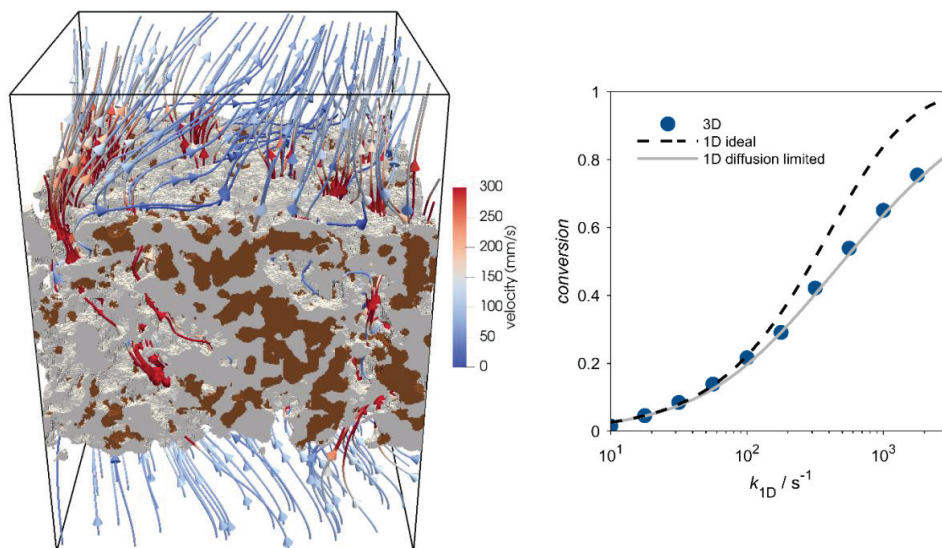 300
250
200
150
100
50
0
velocity (mm/s)
1
0.8
0.6
0.4
0.2
0
conversion
3D
1D ideal
1D diffusion limited
10¹
10²
10³
k₁D / s⁻¹